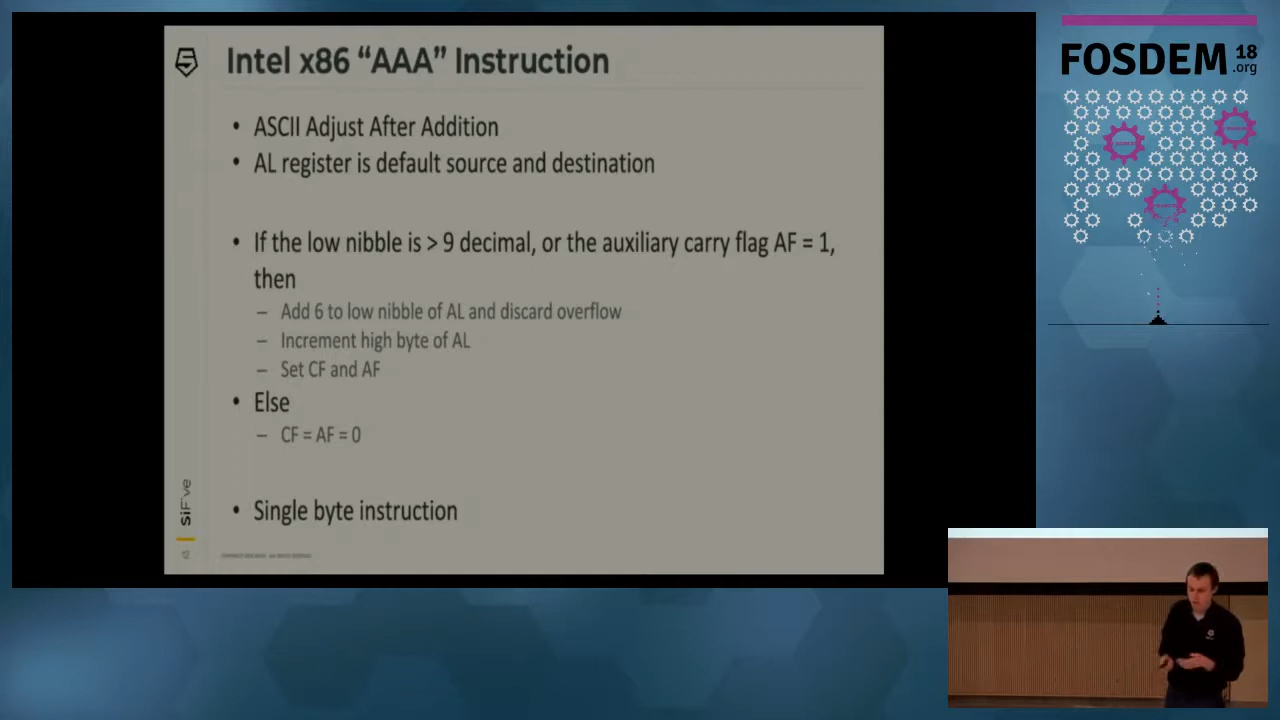 Intel x86 “AAA” Instruction
• ASCII Adjust After Addition
• AL register is default source and destination
• If the low nibble is > 9 decimal, or the auxiliary carry flag AF = 1,
then
– Add 6 to low nibble of AL and discard overflow
– Increment high byte of AL
– Set CF and AF
• Else
– CF = AF = 0
• Single byte instruction
SiFive
FOSDEM 18
.org